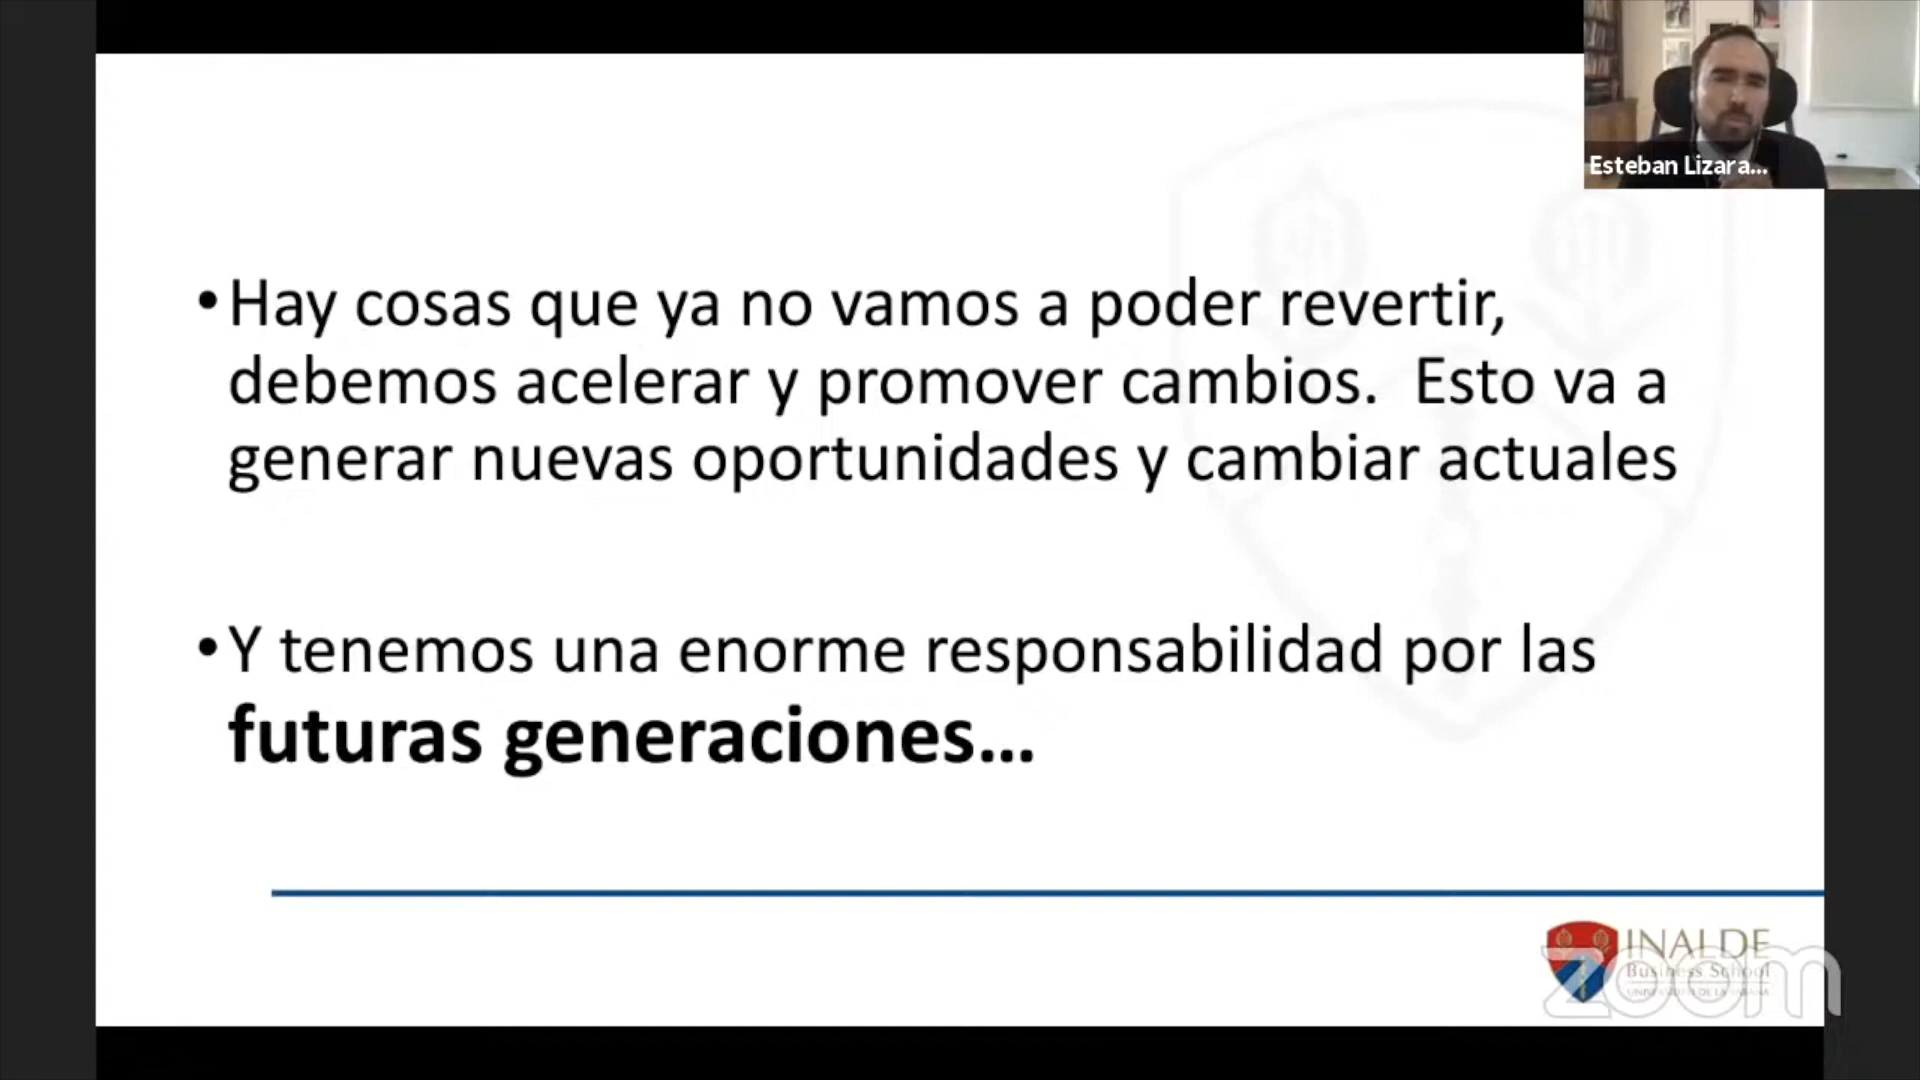 Esteban Lizara...
•Hay cosas que ya no vamos a poder revertir,
debemos acelerar y promover cambios.  Esto va a
generar nuevas oportunidades y cambiar actuales
•Y tenemos una enorme responsabilidad por las
futuras generaciones...
INALDE
Business School
zoom